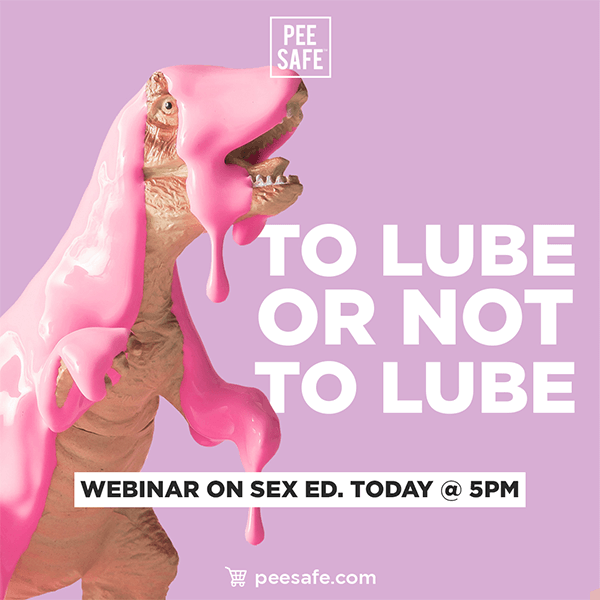 PEE
SAFE™
TO LUBE
OR NOT
TO LUBE
WEBINAR ON SEX ED. TODAY @ 5PM
peesafe.com